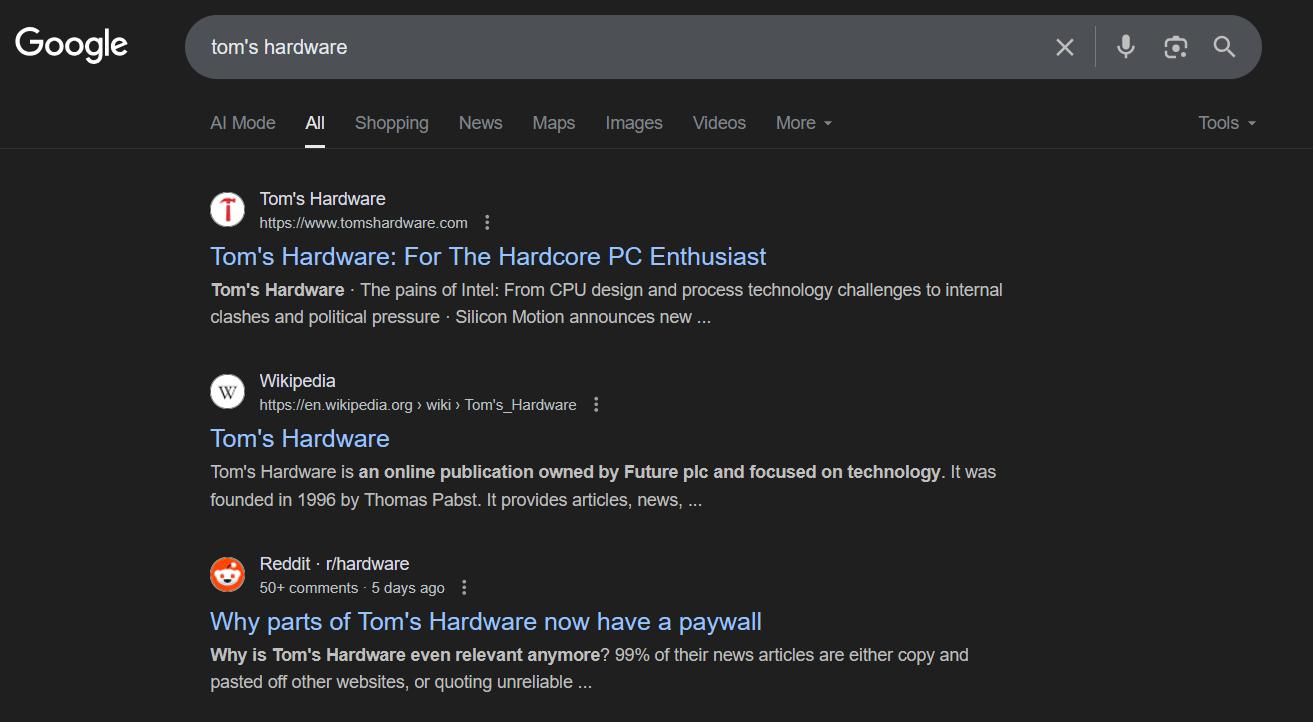 Google
tom's hardware
AI Mode All Shopping News Maps Images Videos More Tools
Tom's Hardware
https://www.tomshardware.com
Tom's Hardware: For The Hardcore PC Enthusiast
Tom's Hardware · The pains of Intel: From CPU design and process technology challenges to internal
clashes and political pressure · Silicon Motion announces new ...
W
Wikipedia
https://en.wikipedia.org › wiki › Tom's_Hardware
Tom's Hardware
Tom's Hardware is an online publication owned by Future plc and focused on technology. It was
founded in 1996 by Thomas Pabst. It provides articles, news, ...
Reddit · r/hardware
50+ comments · 5 days ago
Why parts of Tom's Hardware now have a paywall
Why is Tom's Hardware even relevant anymore? 99% of their news articles are either copy and
pasted off other websites, or quoting unreliable ...